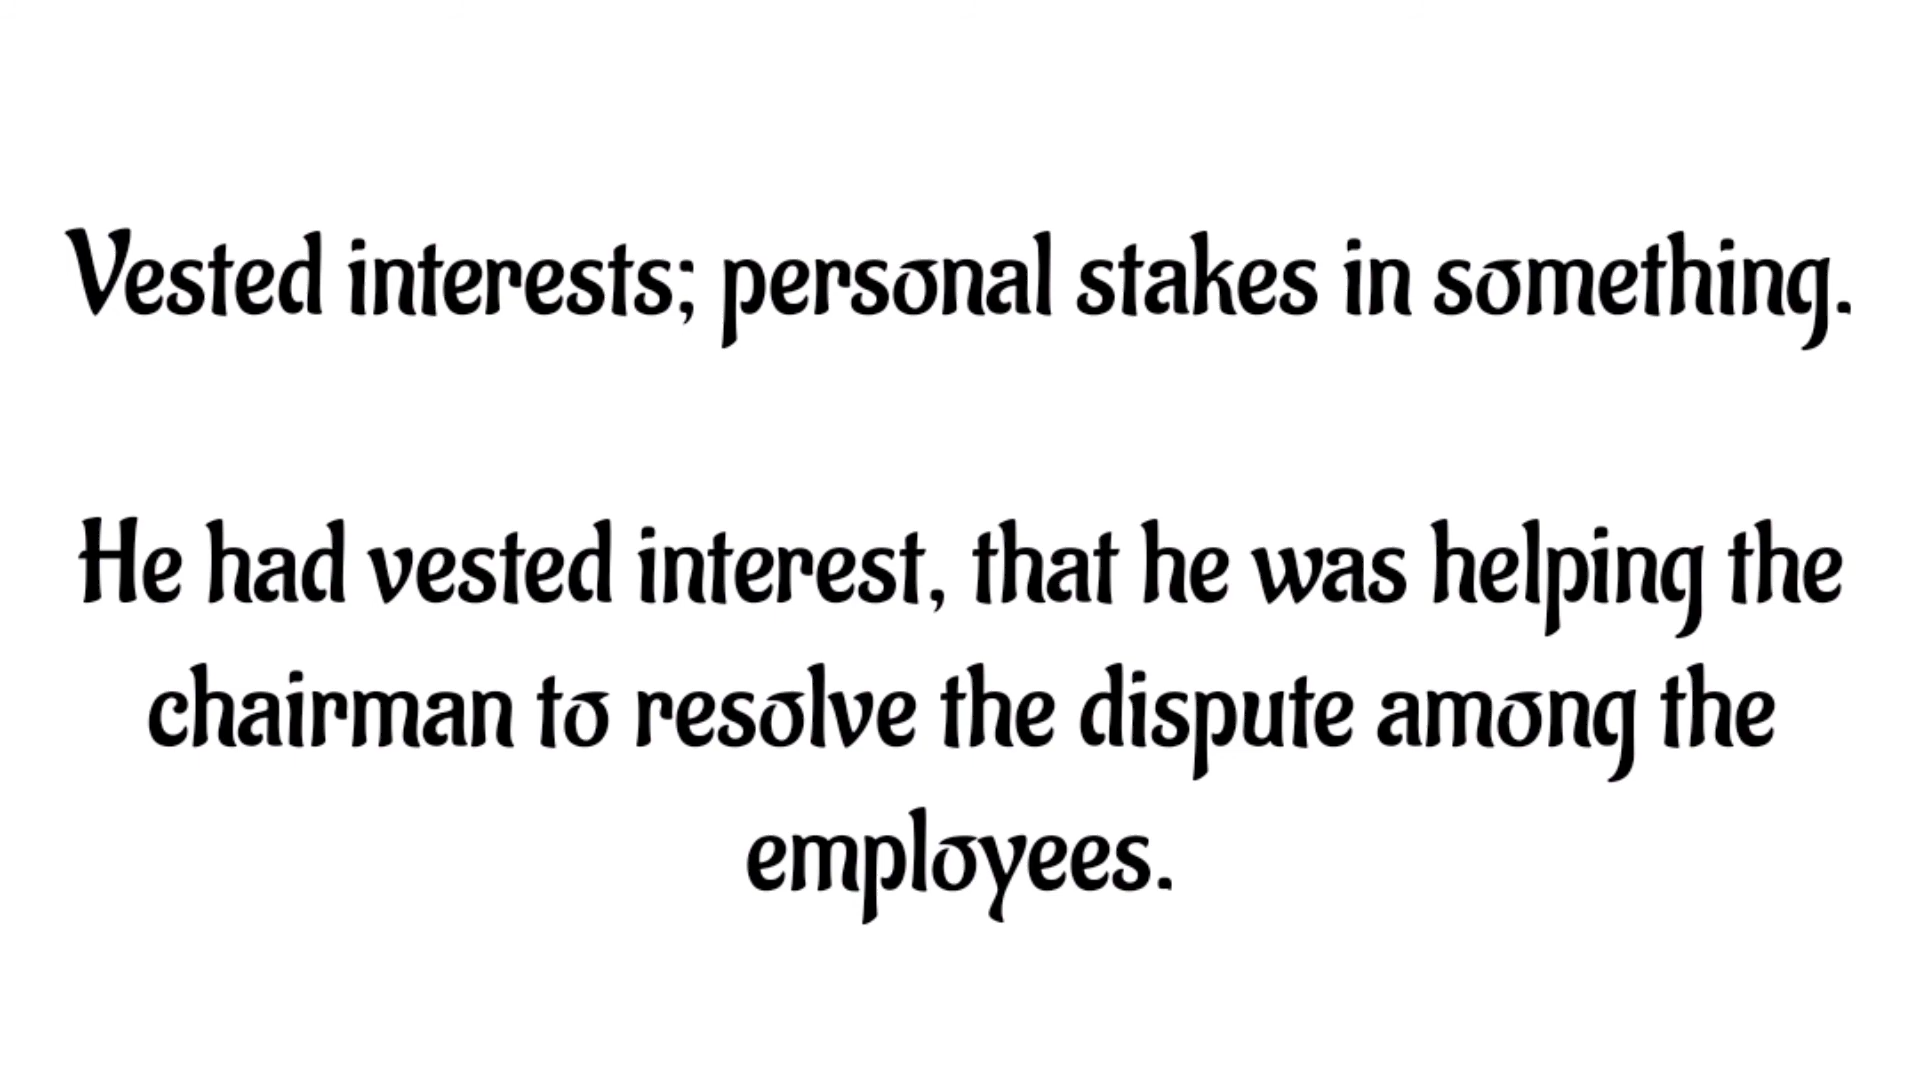 Vested interests; personal stakes in something.
He had vested interest, that he was helping the
chairman to resolve the dispute among the
employees.